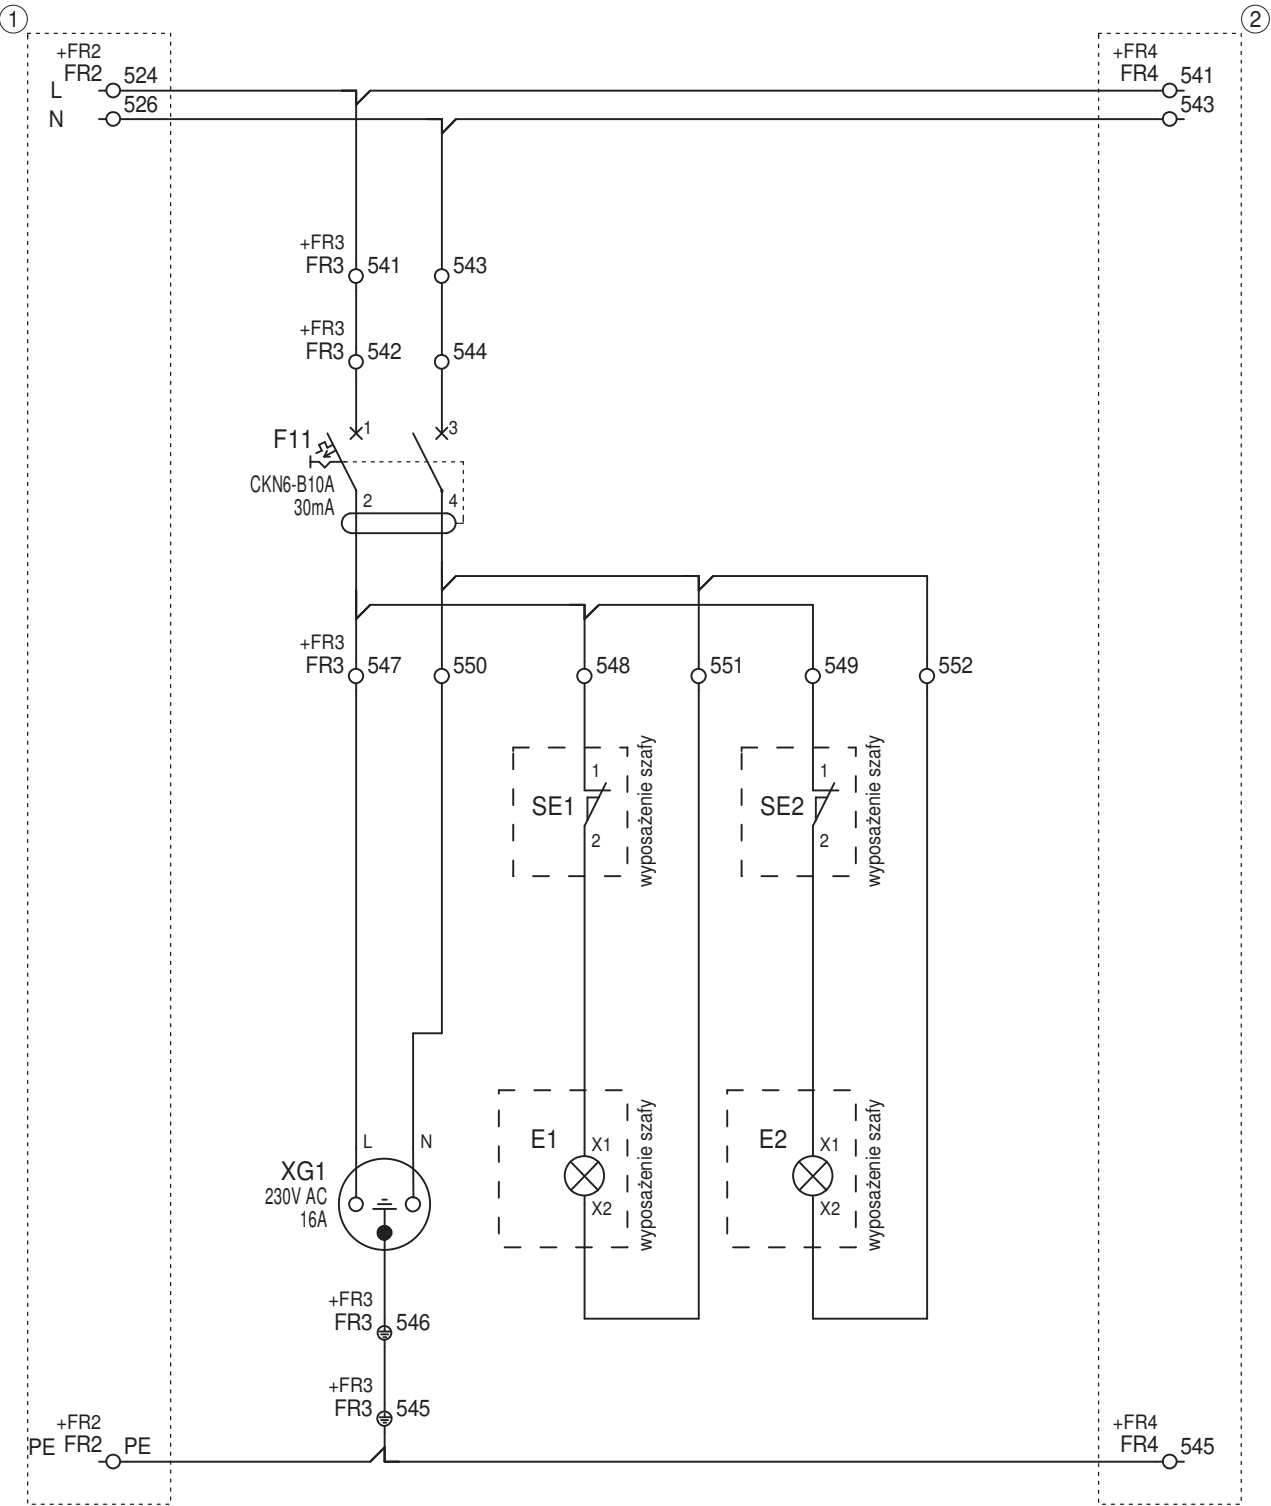 1
2
+FR2
FR2 524
L
526
N
+FR4
FR4 541
543
+FR3
FR3 541
543
+FR3
FR3 542
544
F11
1
3
CKN6-B10A
30mA
2
4
+FR3
FR3 547
550
548
551
549
552
SE1
1
2
wyposażenie szafy
SE2
1
2
wyposażenie szafy
E1
X1
X2
wyposażenie szafy
E2
X1
X2
wyposażenie szafy
L
N
XG1
230V AC
16A
+FR3
FR3 546
+FR3
FR3 545
+FR2
PE FR2 PE
+FR4
FR4 545